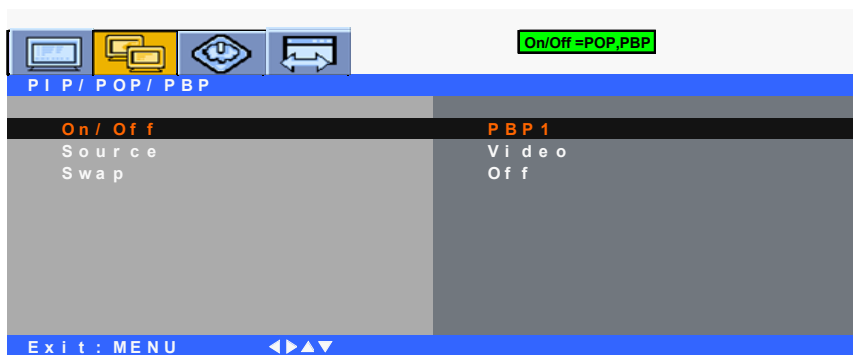 On/Off =POP,PBP
PIP/POP/PBP
On/Off PBP1
Source Video
Swap Off
Exit:MENU ◀▶▲▼